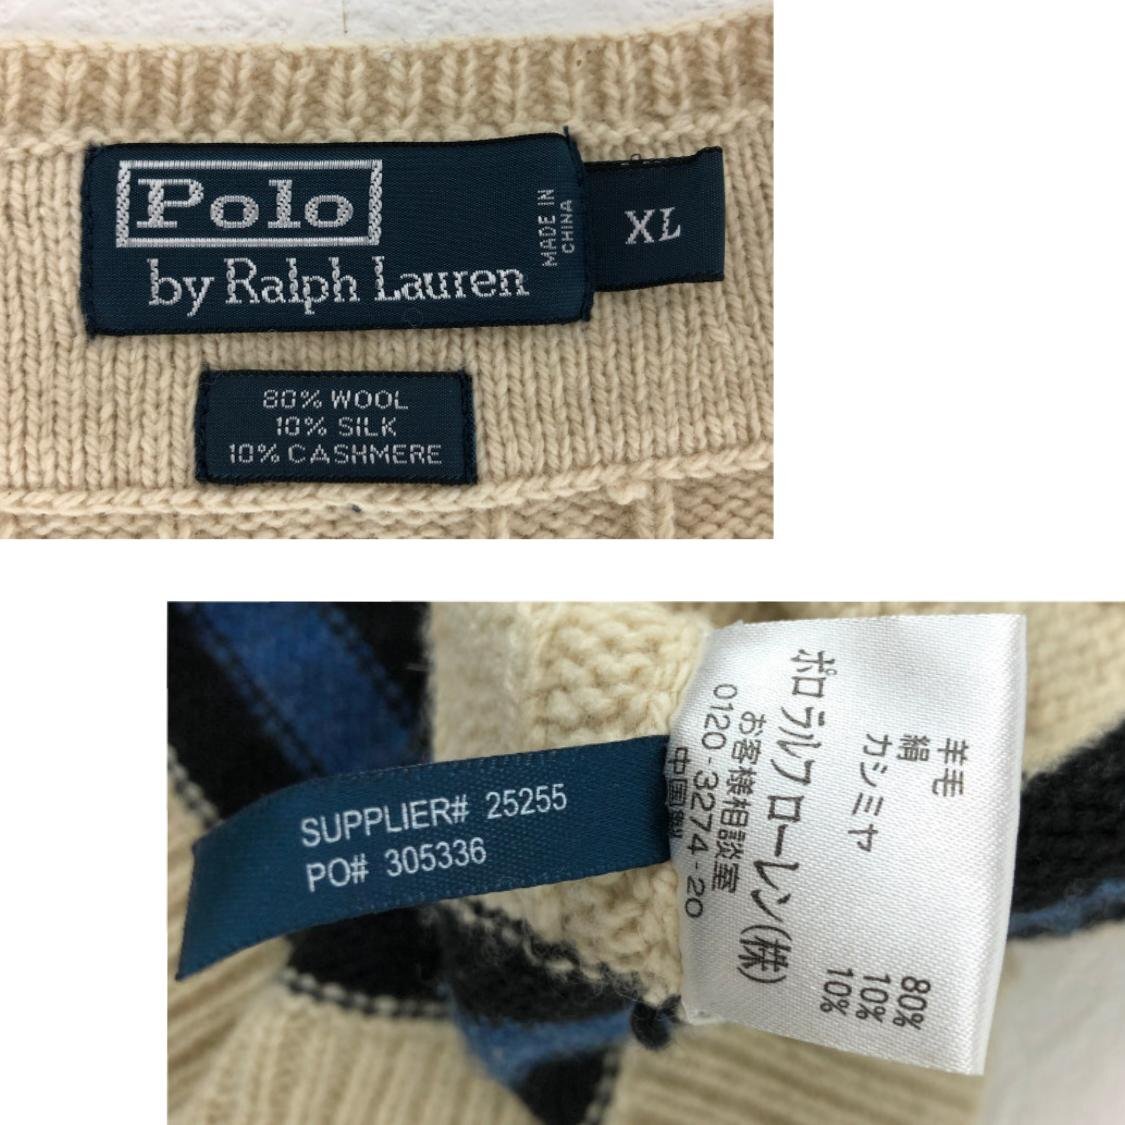 Polo
by Ralph Lauren
MADE IN
CHINA
XL
80% WOOL
10% SILK
10% CASHMERE
SUPPLIER# 25255
PO# 305336
羊毛 80%
絹 10%
カシミヤ 10%
ポロ ラルフ ローレン(株)
お客様相談室
0120-3274-20
中国製